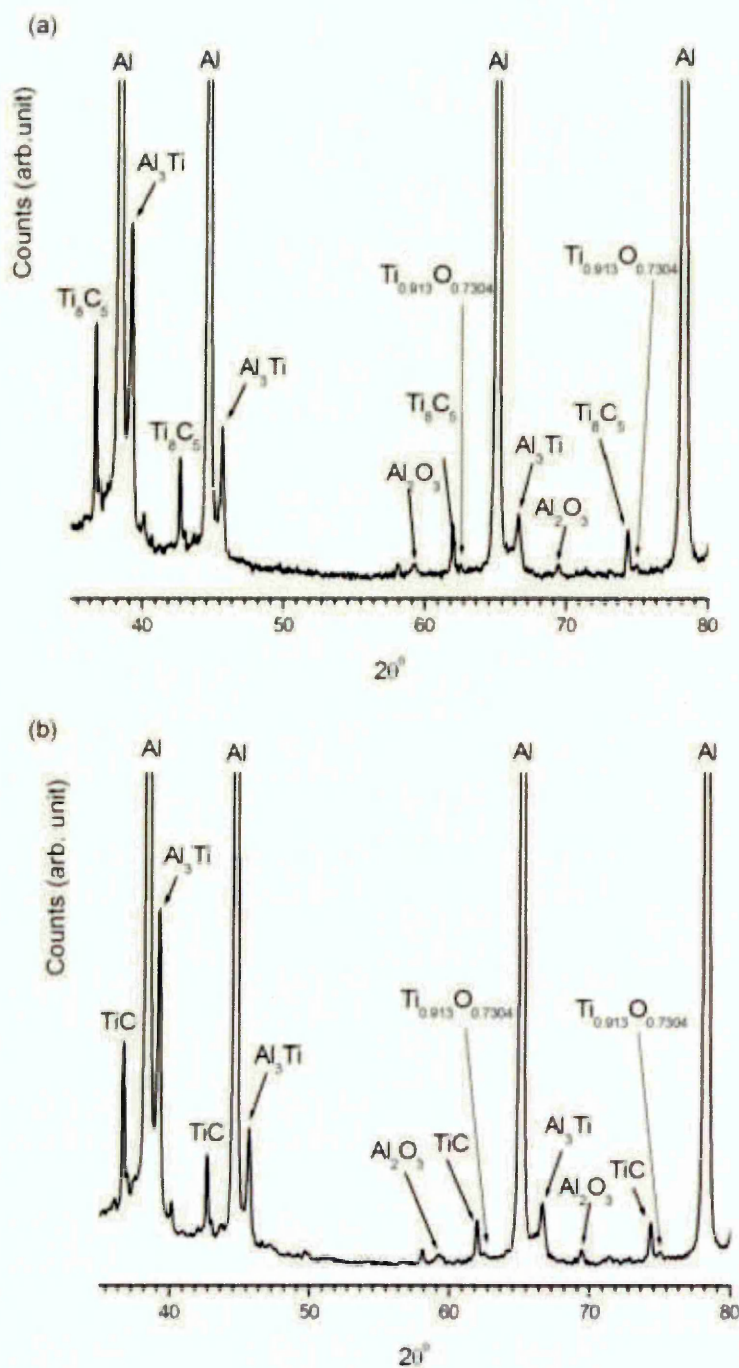 (a)
Al Al Al Al
Al₃Ti
Counts (arb.unit)
Ti₀.₉₁₃O₀.₇₃₀₄ Ti₀.₉₁₃O₀.₇₃₀₄
Ti₈C₅
Al₃Ti
Ti₈C₅ Ti₈C₅
Ti₈C₅ Al₃Ti
Al₂O₃ Al₂O₃
40 50 60 70 80
2θ°
(b)
Al Al Al Al
Counts (arb. unit)
Al₃Ti
Ti₀.₉₁₃O₀.₇₃₀₄ Ti₀.₉₁₃O₀.₇₃₀₄
TiC
Al₃Ti
TiC Al₂O₃ TiC Al₃Ti TiC
Al₂O₃
40 50 60 70 80
2θ°